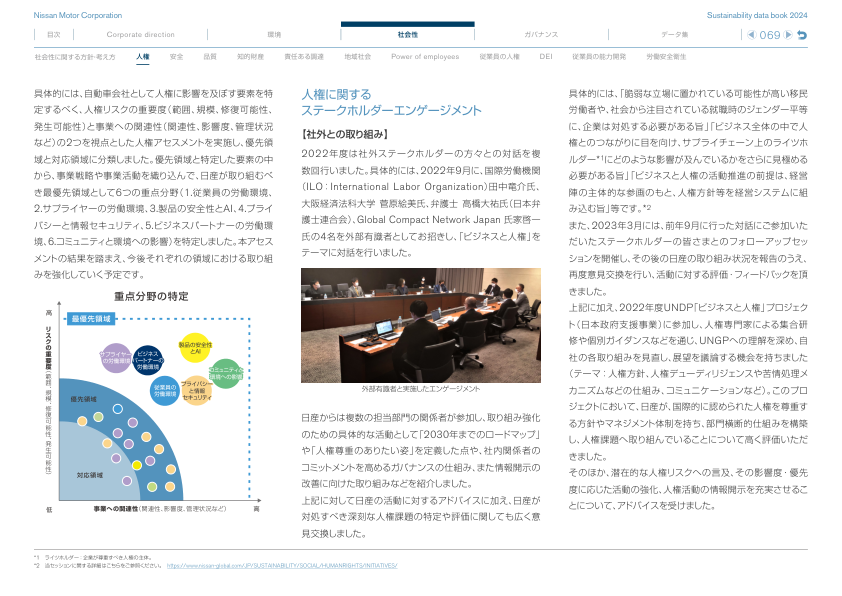 Nissan Motor Corporation
Sustainability data book 2024
目次
Corporate direction
環境
社会性
ガバナンス
データ集
069
社会性に関する方針・考え方
人権
安全
品質
知的財産
責任ある調達
地域社会
Power of employees
従業員の人権
DEI
従業員の能力開発
労働安全衛生
具体的には、自動車会社として人権に影響を及ぼす要素を特
定するべく、人権リスクの重要度（範囲、規模、修復可能性、
発生可能性）と事業への関連性（関連性、影響度、管理状況
など）の2つを視点とした人権アセスメントを実施し、優先領
域と対応領域に分類しました。優先領域と特定した要素の中
から、事業戦略や事業活動を織り込んで、日産が取り組むべ
き最優先領域として6つの重点分野（1.従業員の労働環境、
2.サプライヤーの労働環境、3.製品の安全性とAI、4.プライ
バシーと情報セキュリティ、5.ビジネスパートナーの労働環
境、6.コミュニティと環境への影響）を特定しました。本アセス
メントの結果を踏まえ、今後それぞれの領域における取り組
みを強化していく予定です。
重点分野の特定
高
最優先領域
リスクの重要度（範囲、規模、修復可能性、発生可能性）
サプライヤー
の労働環境
ビジネス
パートナーの
労働環境
製品の安全性
とAI
コミュニティと
環境への影響
従業員の
労働環境
プライバシー
と情報
セキュリティ
優先領域
対応領域
低
事業への関連性（関連性、影響度、管理状況など）
高
人権に関する
ステークホルダーエンゲージメント
【社外との取り組み】
2022年度は社外ステークホルダーの方々との対話を複
数回行いました。具体的には、2022年9月に、国際労働機関
（ILO：International Labor Organization）田中竜介氏、
大阪経済法科大学 菅原絵美氏、弁護士 高橋大祐氏（日本弁
護士連合会）、Global Compact Network Japan 氏家啓一
氏の4名を外部有識者としてお招きし、「ビジネスと人権」を
テーマに対話を行いました。
外部有識者と実施したエンゲージメント
日産からは複数の担当部門の関係者が参加し、取り組み強化
のための具体的な活動として「2030年までのロードマップ」
や「人権尊重のありたい姿」を定義した点や、社内関係者の
コミットメントを高めるガバナンスの仕組み、また情報開示の
改善に向けた取り組みなどを紹介しました。
上記に対して日産の活動に対するアドバイスに加え、日産が
対処すべき深刻な人権課題の特定や評価に関しても広く意
見交換しました。
具体的には、「脆弱な立場に置かれている可能性が高い移民
労働者や、社会から注目されている就職時のジェンダー平等
に、企業は対処する必要がある旨」「ビジネス全体の中で人
権とのつながりに目を向け、サプライチェーン上のライツホ
ルダー*1にどのような影響が及んでいるかをさらに見極める
必要がある旨」「ビジネスと人権の活動推進の前提は、経営
陣の主体的な参画のもと、人権方針等を経営システムに組
み込む旨」等です。*2
また、2023年3月には、前年9月に行った対話にご参加いた
だいたステークホルダーの皆さまとのフォローアップセッ
ションを開催し、その後の日産の取り組み状況を報告のうえ、
再度意見交換を行い、活動に対する評価・フィードバックを頂
きました。
上記に加え、2022年度UNDP「ビジネスと人権」プロジェク
ト（日本政府支援事業）に参加し、人権専門家による集合研
修や個別ガイダンスなどを通じ、UNGPへの理解を深め、自
社の各取り組みを見直し、展望を議論する機会を持ちました
（テーマ：人権方針、人権デューディリジェンスや苦情処理メ
カニズムなどの仕組み、コミュニケーションなど）。このプロ
ジェクトにおいて、日産が、国際的に認められた人権を尊重す
る方針やマネジメント体制を持ち、部門横断的仕組みを構築
し、人権課題へ取り組んでいることについて高く評価いただ
きました。
そのほか、潜在的な人権リスクへの言及、その影響度・優先
度に応じた活動の強化、人権活動の情報開示を充実させるこ
とについて、アドバイスを受けました。
*1 ライツホルダー：企業が尊重すべき人権の主体。
*2 当セッションに関する詳細はこちらをご参照ください。 https://www.nissan-global.com/JP/SUSTAINABILITY/SOCIAL/HUMANRIGHTS/INITIATIVES/